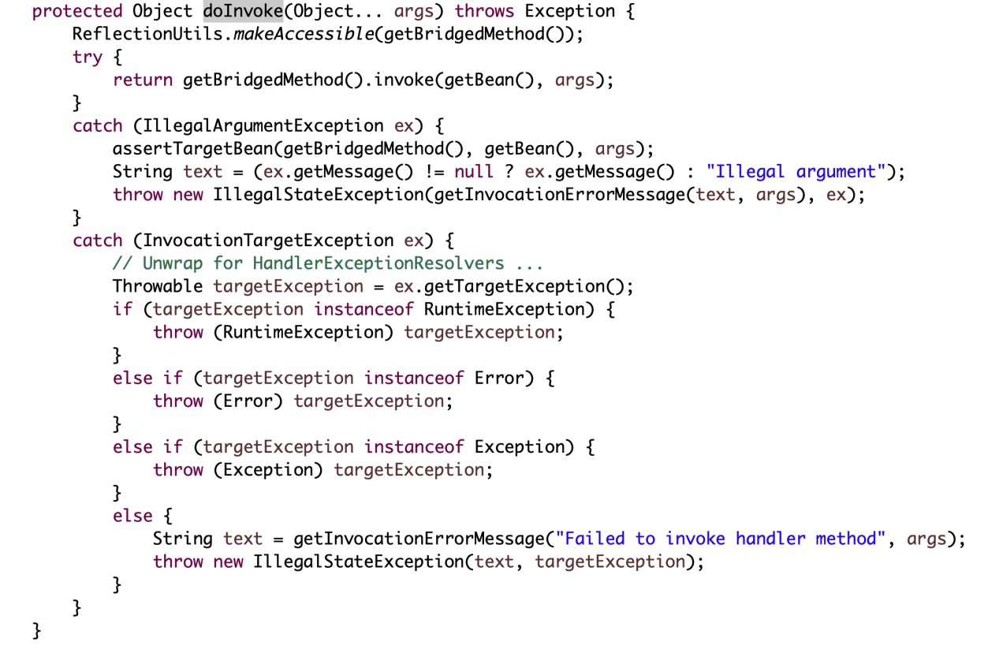 protected Object doInvoke(Object... args) throws Exception {
    ReflectionUtils.makeAccessible(getBridgedMethod());
    try {
        return getBridgedMethod().invoke(getBean(), args);
    }
    catch (IllegalArgumentException ex) {
        assertTargetBean(getBridgedMethod(), getBean(), args);
        String text = (ex.getMessage() != null ? ex.getMessage() : "Illegal argument");
        throw new IllegalStateException(getInvocationErrorMessage(text, args), ex);
    }
    catch (InvocationTargetException ex) {
        // Unwrap for HandlerExceptionResolvers ...
        Throwable targetException = ex.getTargetException();
        if (targetException instanceof RuntimeException) {
            throw (RuntimeException) targetException;
        }
        else if (targetException instanceof Error) {
            throw (Error) targetException;
        }
        else if (targetException instanceof Exception) {
            throw (Exception) targetException;
        }
        else {
            String text = getInvocationErrorMessage("Failed to invoke handler method", args);
            throw new IllegalStateException(text, targetException);
        }
    }
}